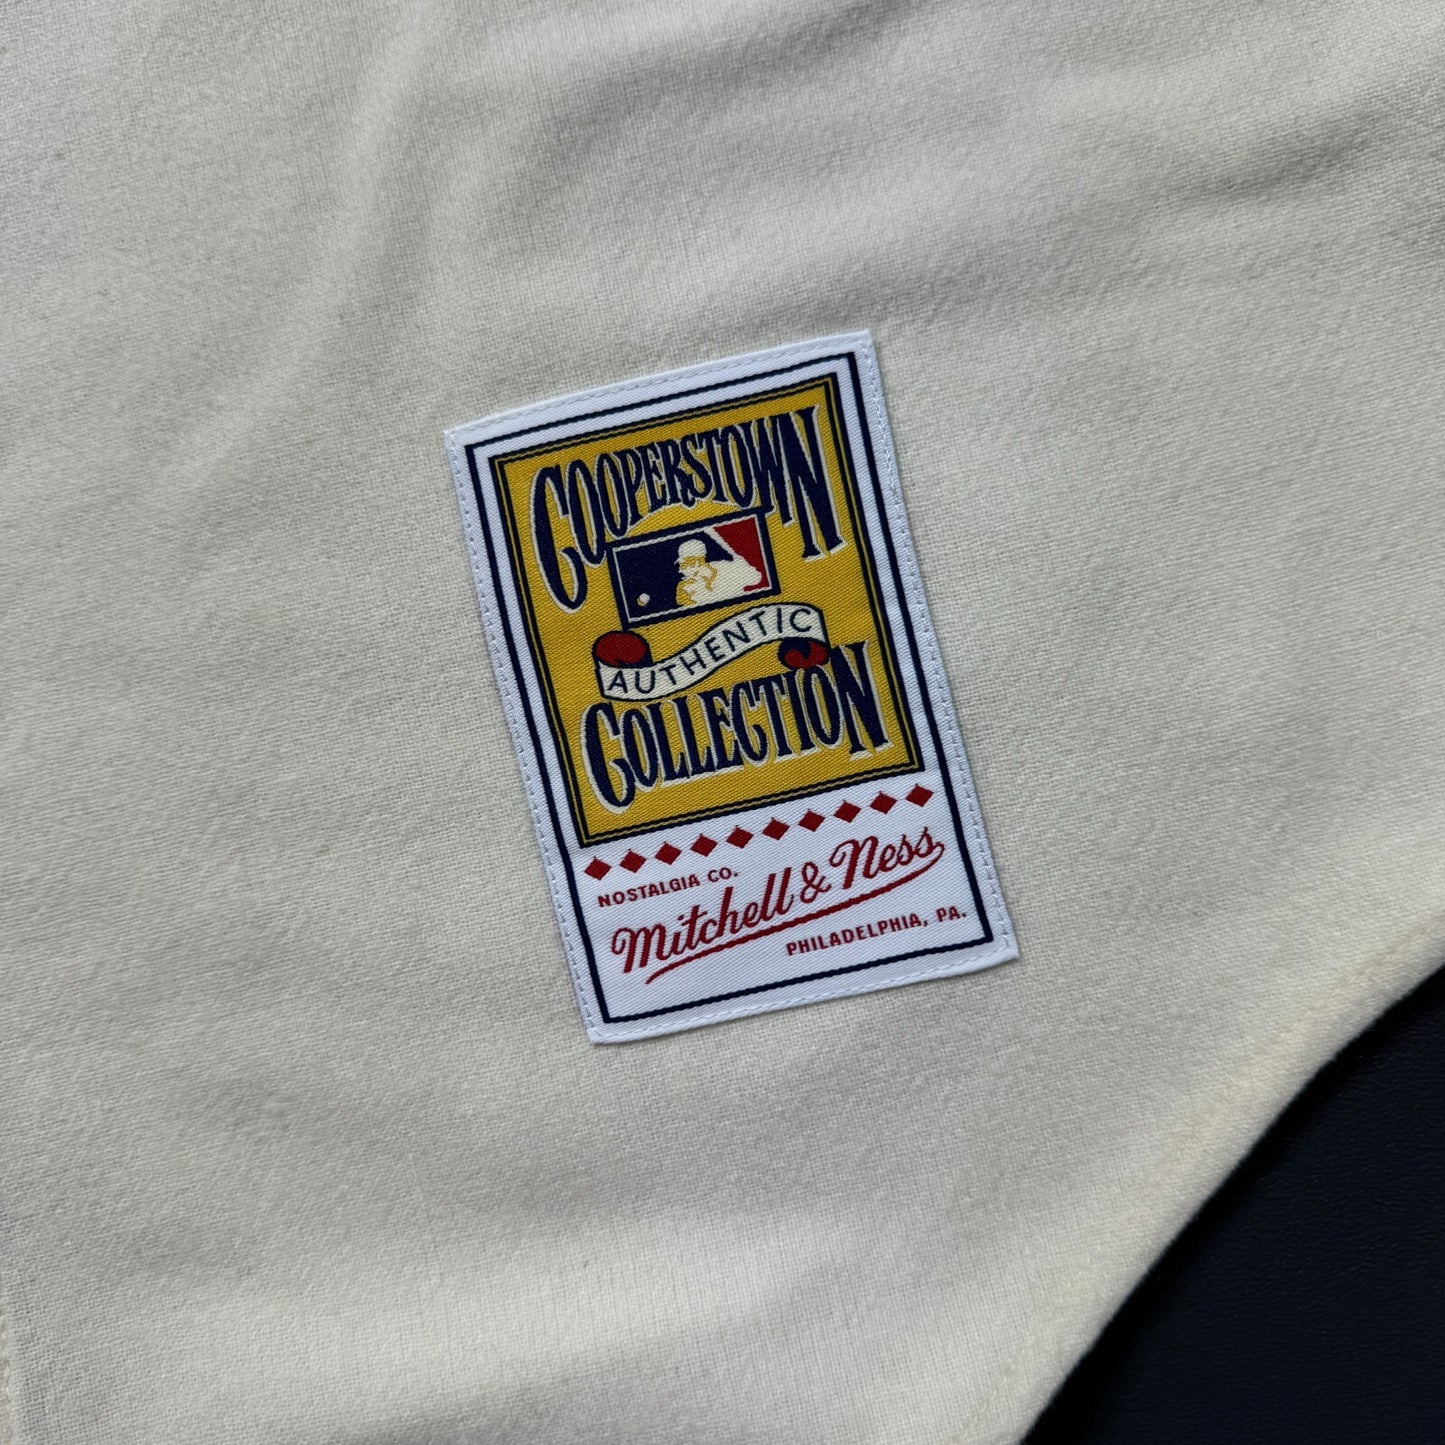 COOPERSTOWN
AUTHENTIC
COLLECTION
NOSTALGIA CO.
Mitchell & Ness
PHILADELPHIA, PA.